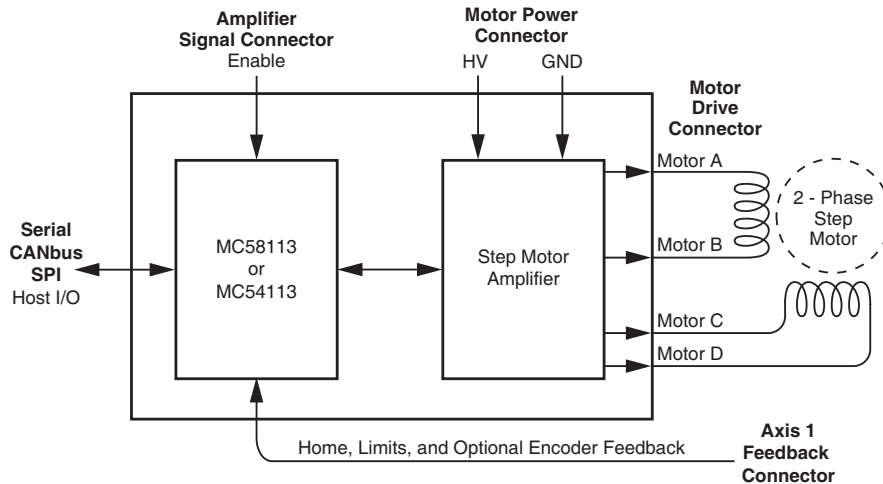 Amplifier
Signal Connector
Enable
Motor Power
Connector
HV
GND
Motor
Drive
Connector
Motor A
2 - Phase
Step
Motor
Serial
CANbus
SPI
Host I/O
MC58113
or
MC54113
Step Motor
Amplifier
Motor B
Motor C
Motor D
Home, Limits, and Optional Encoder Feedback
Axis 1
Feedback
Connector